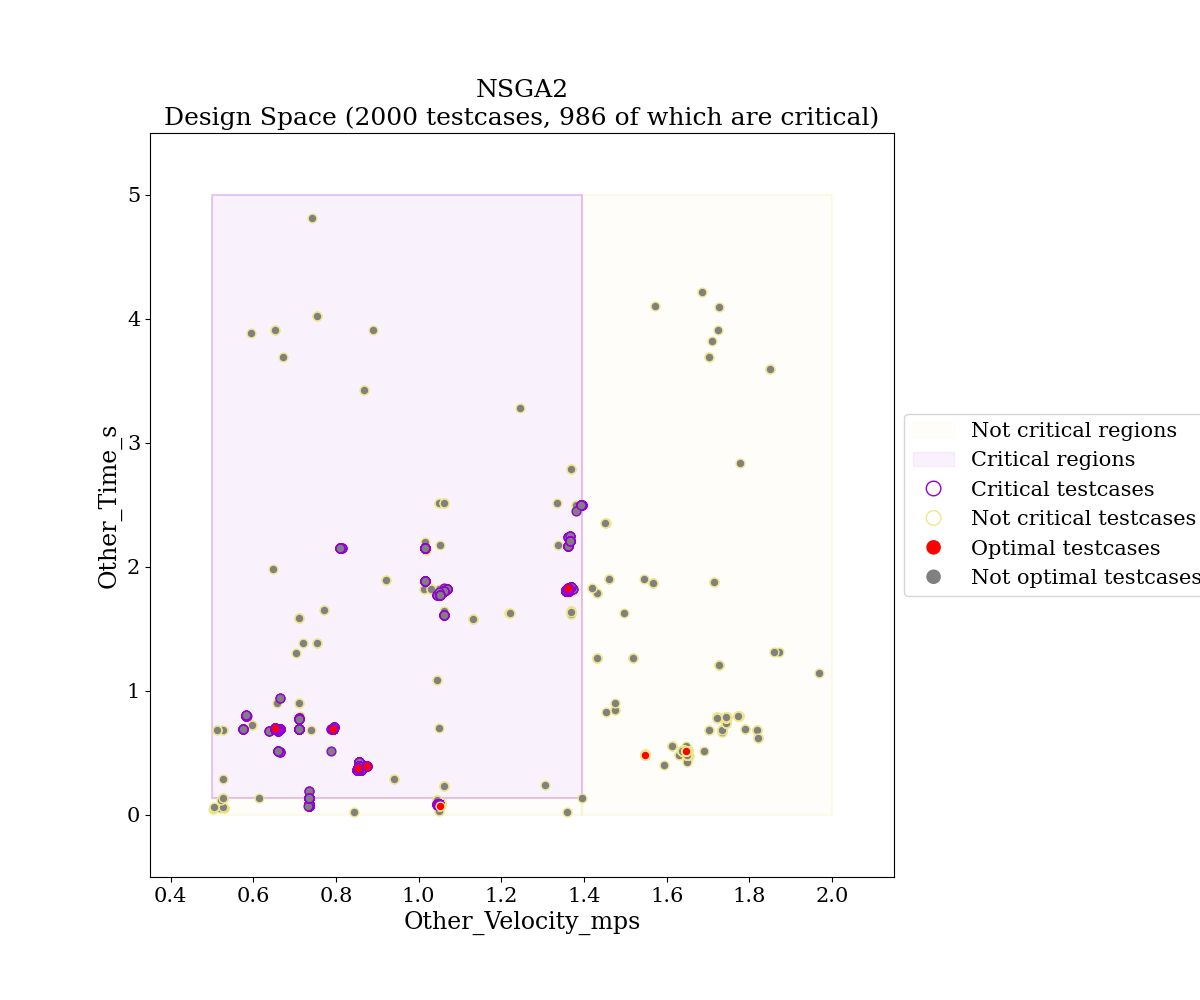 NSGA2
Design Space (2000 testcases, 986 of which are critical)
5
4
3
2
1
0
Other_Time_s
0.4 0.6 0.8 1.0 1.2 1.4 1.6 1.8 2.0
Other_Velocity_mps
Not critical regions
Critical regions
Critical testcases
Not critical testcases
Optimal testcases
Not optimal testcases